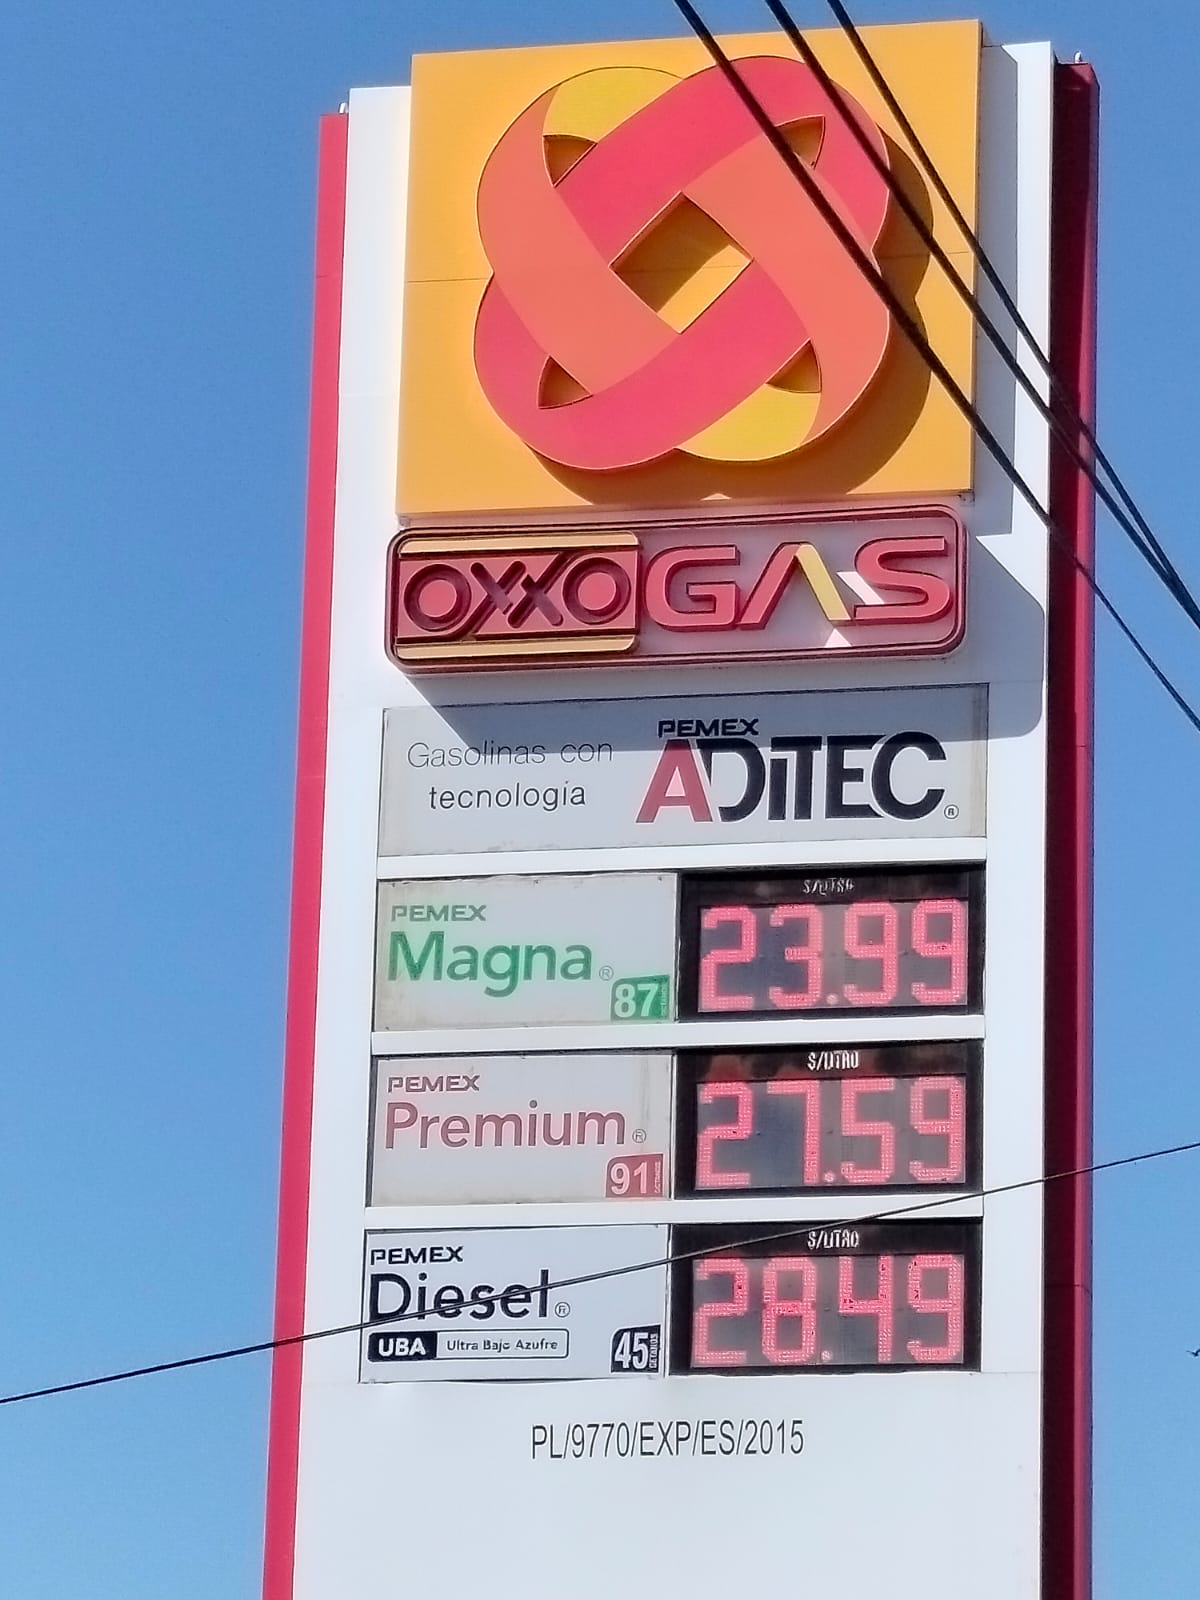 OXXO GAS
PEMEX
Gasolinas con
tecnología
ADITEC®
$/LITRO
PEMEX
Magna®
87
23.99
$/LITRO
PEMEX
Premium®
91
27.59
$/LITRO
PEMEX
Diesel®
UBA Ultra Bajo Azufre
45
28.49
PL/9770/EXP/ES/2015